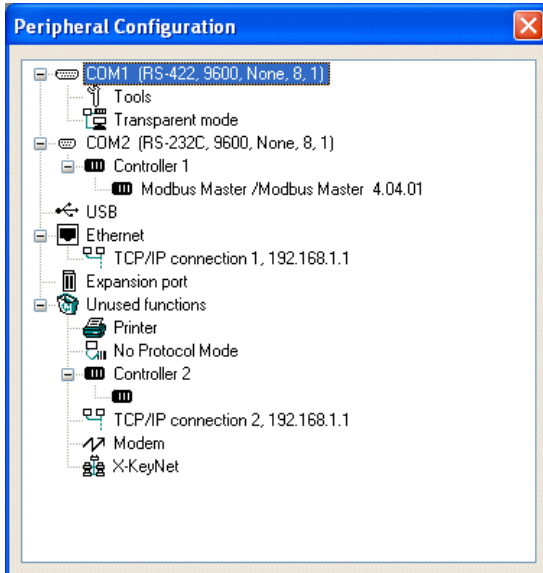 Peripheral Configuration
COM1 (RS-422, 9600, None, 8, 1)
Tools
Transparent mode
COM2 (RS-232C, 9600, None, 8, 1)
Controller 1
Modbus Master /Modbus Master 4.04.01
USB
Ethernet
TCP/IP connection 1, 192.168.1.1
Expansion port
Unused functions
Printer
No Protocol Mode
Controller 2
TCP/IP connection 2, 192.168.1.1
Modem
X-KeyNet